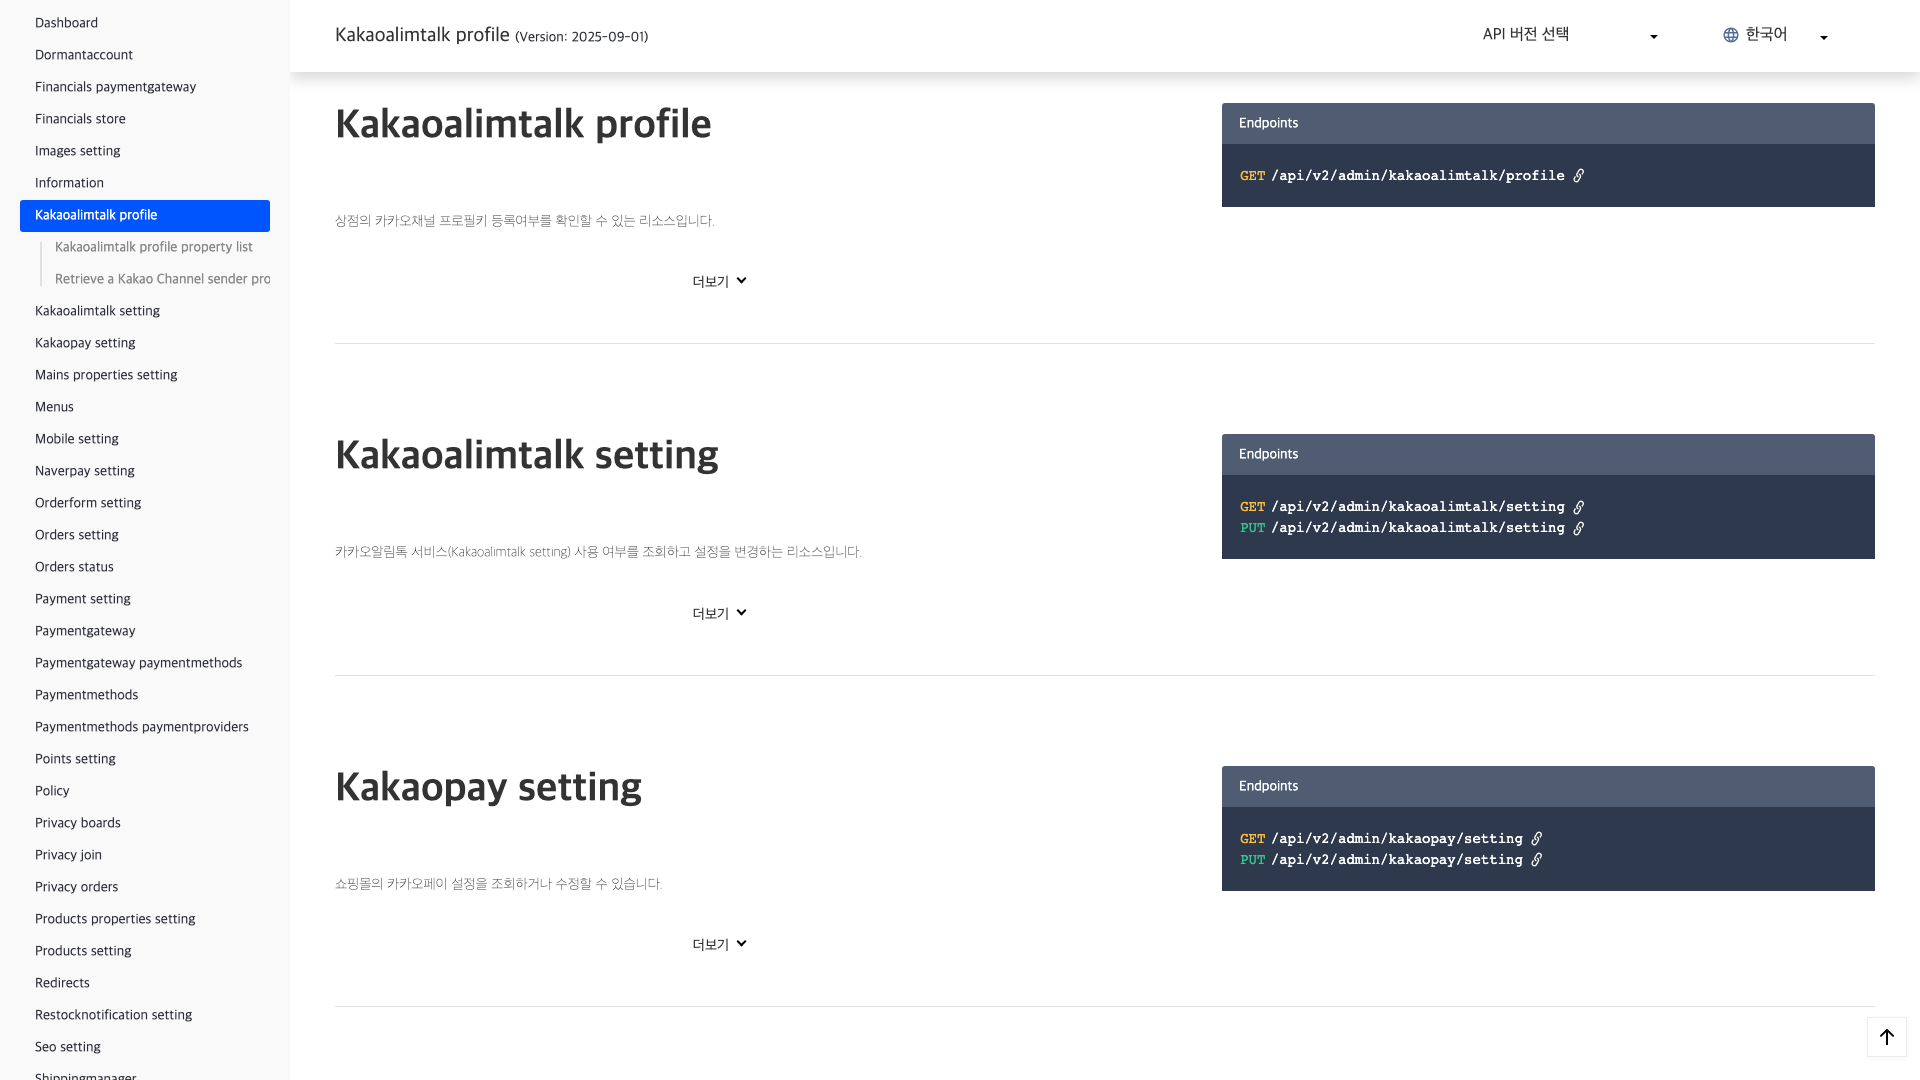 Dashboard
Dormantaccount
Financials paymentgateway
Financials store
Images setting
Information
Kakaoalimtalk profile
Kakaoalimtalk profile property list
Retrieve a Kakao Channel sender pro
Kakaoalimtalk setting
Kakaopay setting
Mains properties setting
Menus
Mobile setting
Naverpay setting
Orderform setting
Orders setting
Orders status
Payment setting
Paymentgateway
Paymentgateway paymentmethods
Paymentmethods
Paymentmethods paymentproviders
Points setting
Policy
Privacy boards
Privacy join
Privacy orders
Products properties setting
Products setting
Redirects
Restocknotification setting
Seo setting
Shippingmanager
Kakaoalimtalk profile (Version: 2025-09-01)
API 버전 선택
한국어
Kakaoalimtalk profile
상점의 카카오채널 프로필키 등록여부를 확인할 수 있는 리소스입니다.
더보기
Endpoints
GET /api/v2/admin/kakaoalimtalk/profile
Kakaoalimtalk setting
카카오알림톡 서비스(Kakaoalimtalk setting) 사용 여부를 조회하고 설정을 변경하는 리소스입니다.
더보기
Endpoints
GET /api/v2/admin/kakaoalimtalk/setting
PUT /api/v2/admin/kakaoalimtalk/setting
Kakaopay setting
쇼핑몰의 카카오페이 설정을 조회하거나 수정할 수 있습니다.
더보기
Endpoints
GET /api/v2/admin/kakaopay/setting
PUT /api/v2/admin/kakaopay/setting